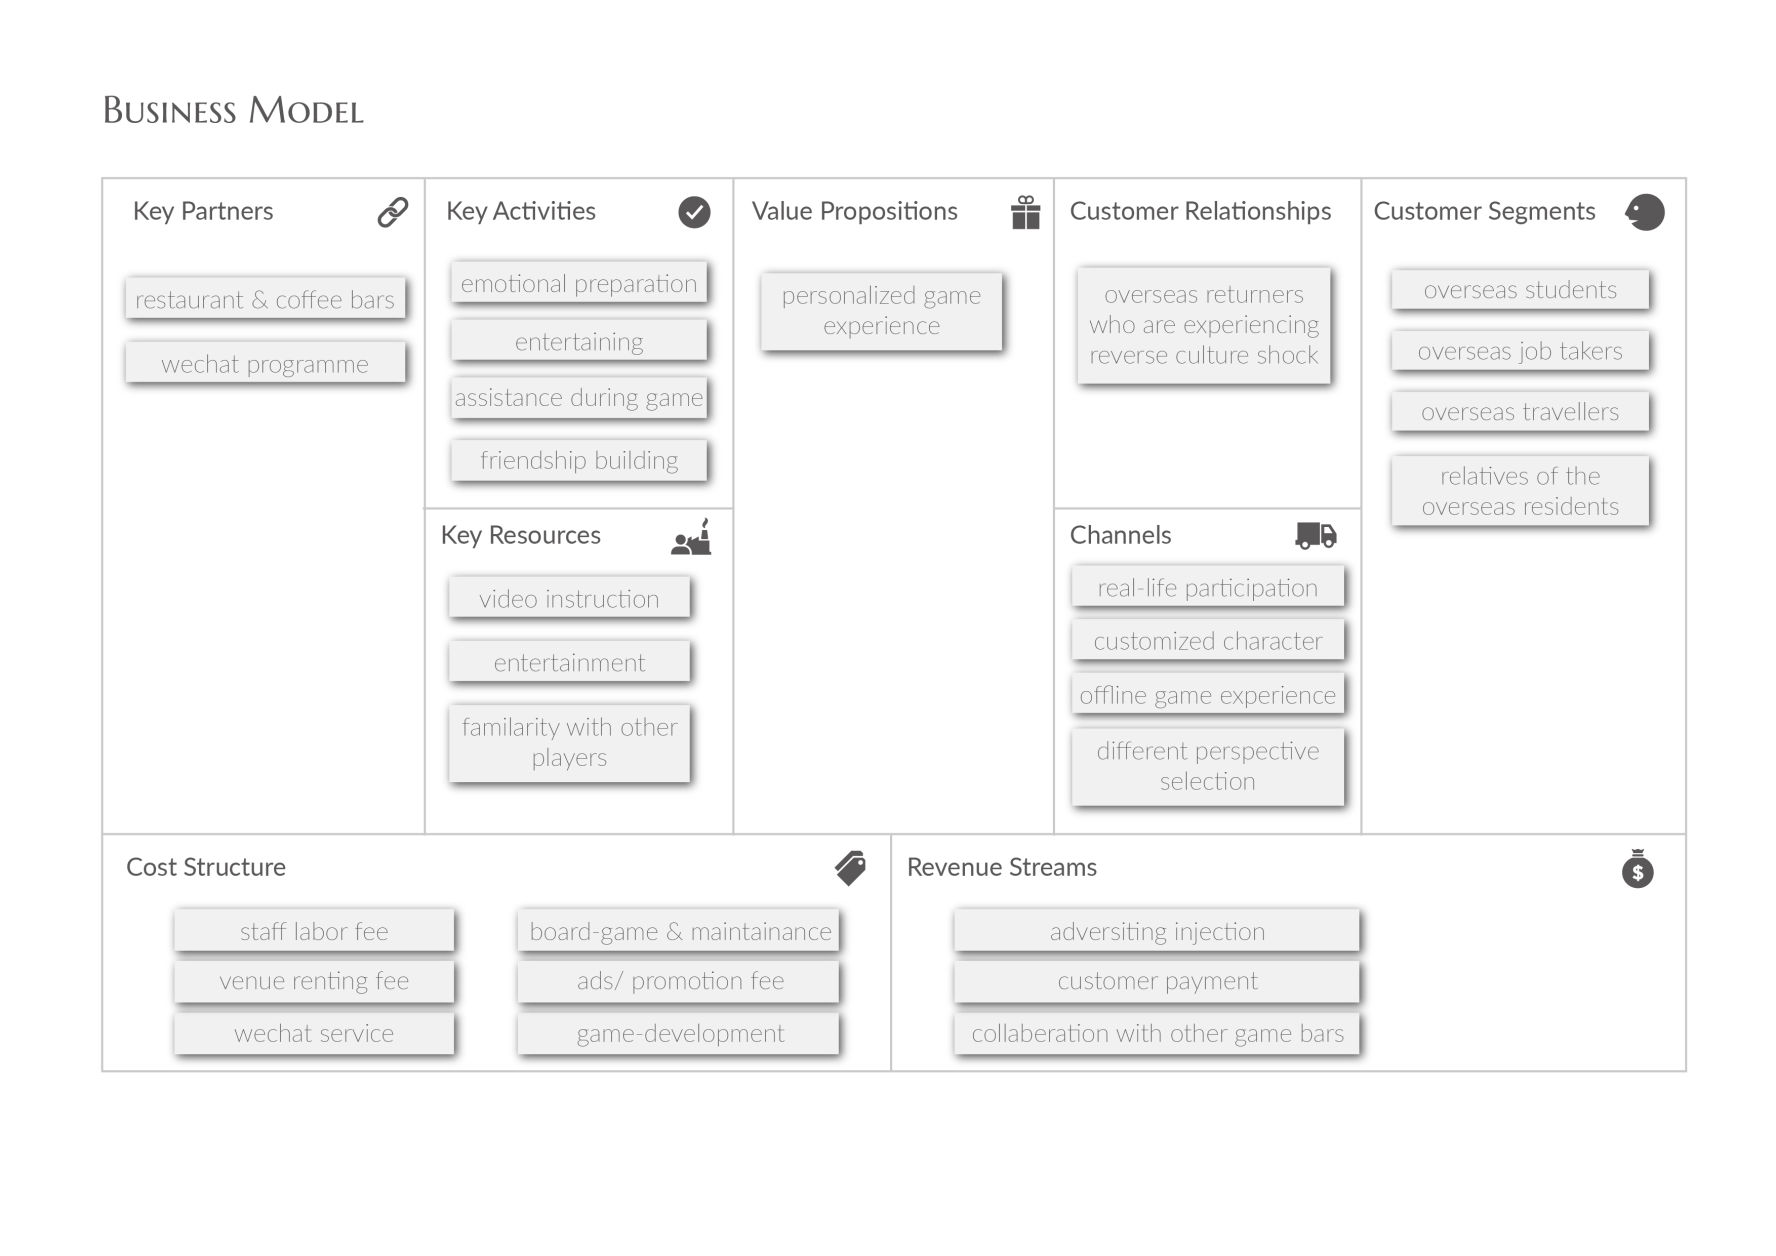 Business Model
Key Partners
restaurant & coffee bars
wechat programme
Key Activities
emotional preparation
entertaining
assistance during game
friendship building
Key Resources
video instruction
entertainment
familarity with other
players
Value Propositions
personalized game
experience
Customer Relationships
overseas returners
who are experiencing
reverse culture shock
Channels
real-life participation
customized character
offline game experience
different perspective
selection
Customer Segments
overseas students
overseas job takers
overseas travellers
relatives of the
overseas residents
Cost Structure
staff labor fee
venue renting fee
wechat service
board-game & maintainance
ads/ promotion fee
game-development
Revenue Streams
$
adversiting injection
customer payment
collaberation with other game bars